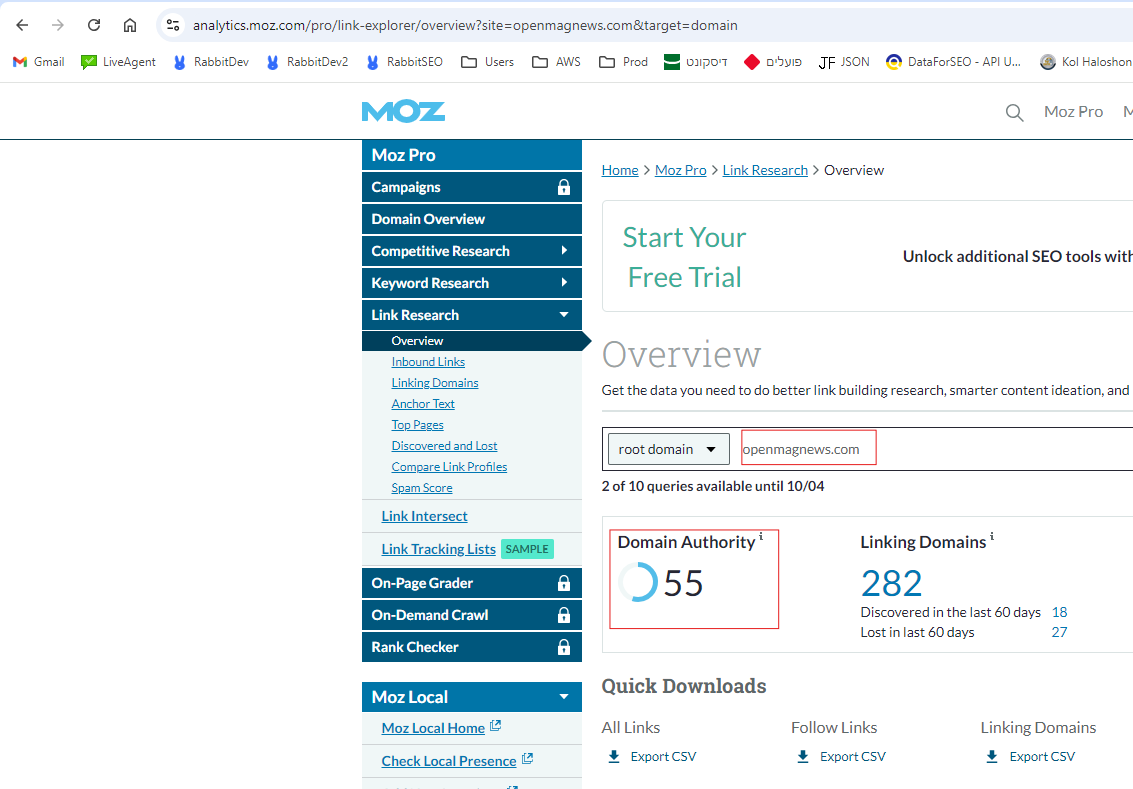 analytics.moz.com/pro/link-explorer/overview?site=openmagnews.com&target=domain
Gmail LiveAgent RabbitDev RabbitDev2 RabbitSEO Users AWS Prod דיסקונט פועלים JSON DataForSEO - API U... Kol Haloshon
MOZ
Moz Pro
Moz Pro
Campaigns
Domain Overview
Competitive Research
Keyword Research
Link Research
Overview
Inbound Links
Linking Domains
Anchor Text
Top Pages
Discovered and Lost
Compare Link Profiles
Spam Score
Link Intersect
Link Tracking Lists SAMPLE
On-Page Grader
On-Demand Crawl
Rank Checker
Moz Local
Moz Local Home
Check Local Presence
Home > Moz Pro > Link Research > Overview
Start Your
Free Trial
Unlock additional SEO tools with
Overview
Get the data you need to do better link building research, smarter content ideation, and
root domain openmagnews.com
2 of 10 queries available until 10/04
Domain Authority i
55
Linking Domains i
282
Discovered in the last 60 days 18
Lost in last 60 days 27
Quick Downloads
All Links Follow Links Linking Domains
Export CSV Export CSV Export CSV